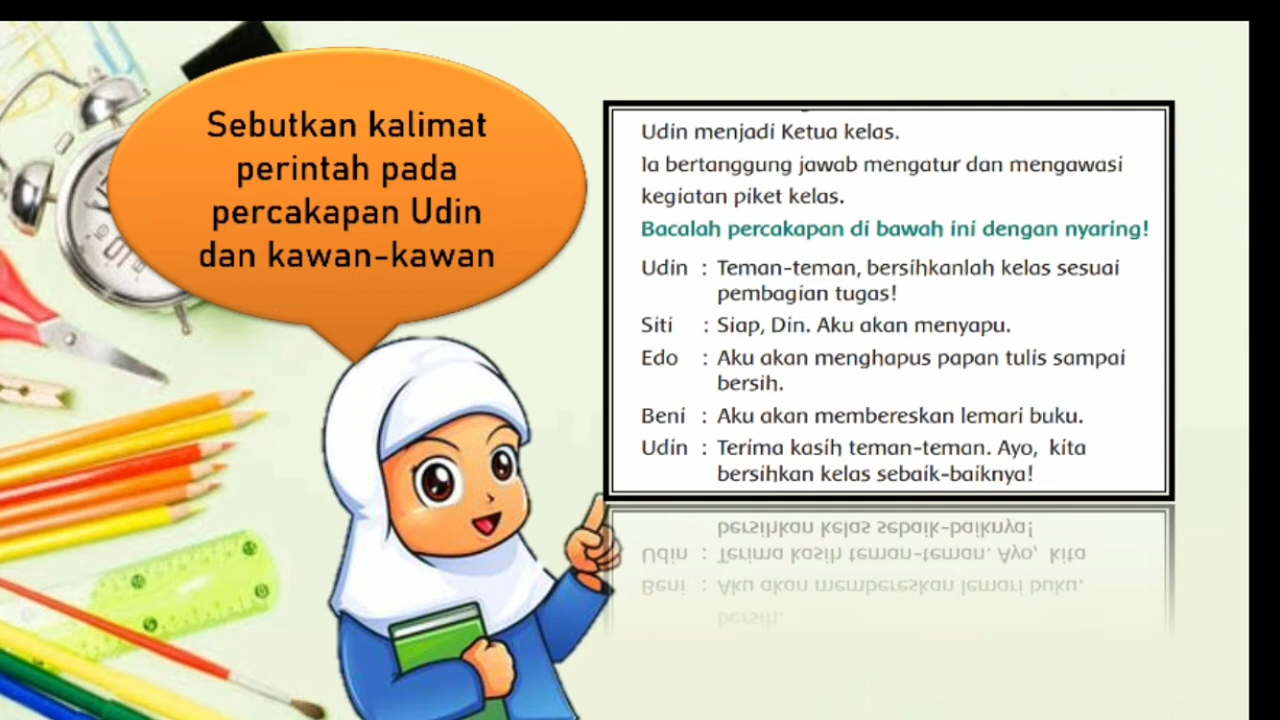 Sebutkan kalimat
perintah pada
percakapan Udin
dan kawan-kawan
Udin menjadi Ketua kelas.
Ia bertanggung jawab mengatur dan mengawasi
kegiatan piket kelas.
Bacalah percakapan di bawah ini dengan nyaring!
Udin : Teman-teman, bersihkanlah kelas sesuai
pembagian tugas!
Siti : Siap, Din. Aku akan menyapu.
Edo : Aku akan menghapus papan tulis sampai
bersih.
Beni : Aku akan membereskan lemari buku.
Udin : Terima kasih teman-teman. Ayo, kita
bersihkan kelas sebaik-baiknya!